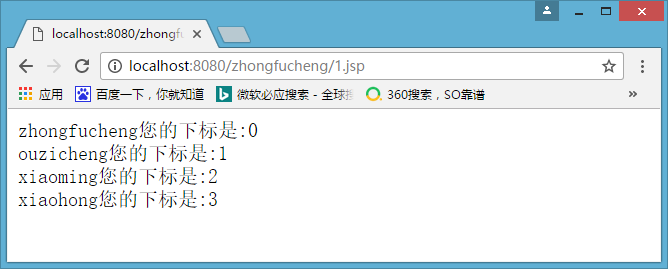 localhost:8080/zhongfu
localhost:8080/zhongfucheng/1.jsp
应用 百度一下，你就知道 微软必应搜索 - 全球搜 360搜索，SO靠谱 »
zhongfucheng您的下标是:0
ouzicheng您的下标是:1
xiaoming您的下标是:2
xiaohong您的下标是:3